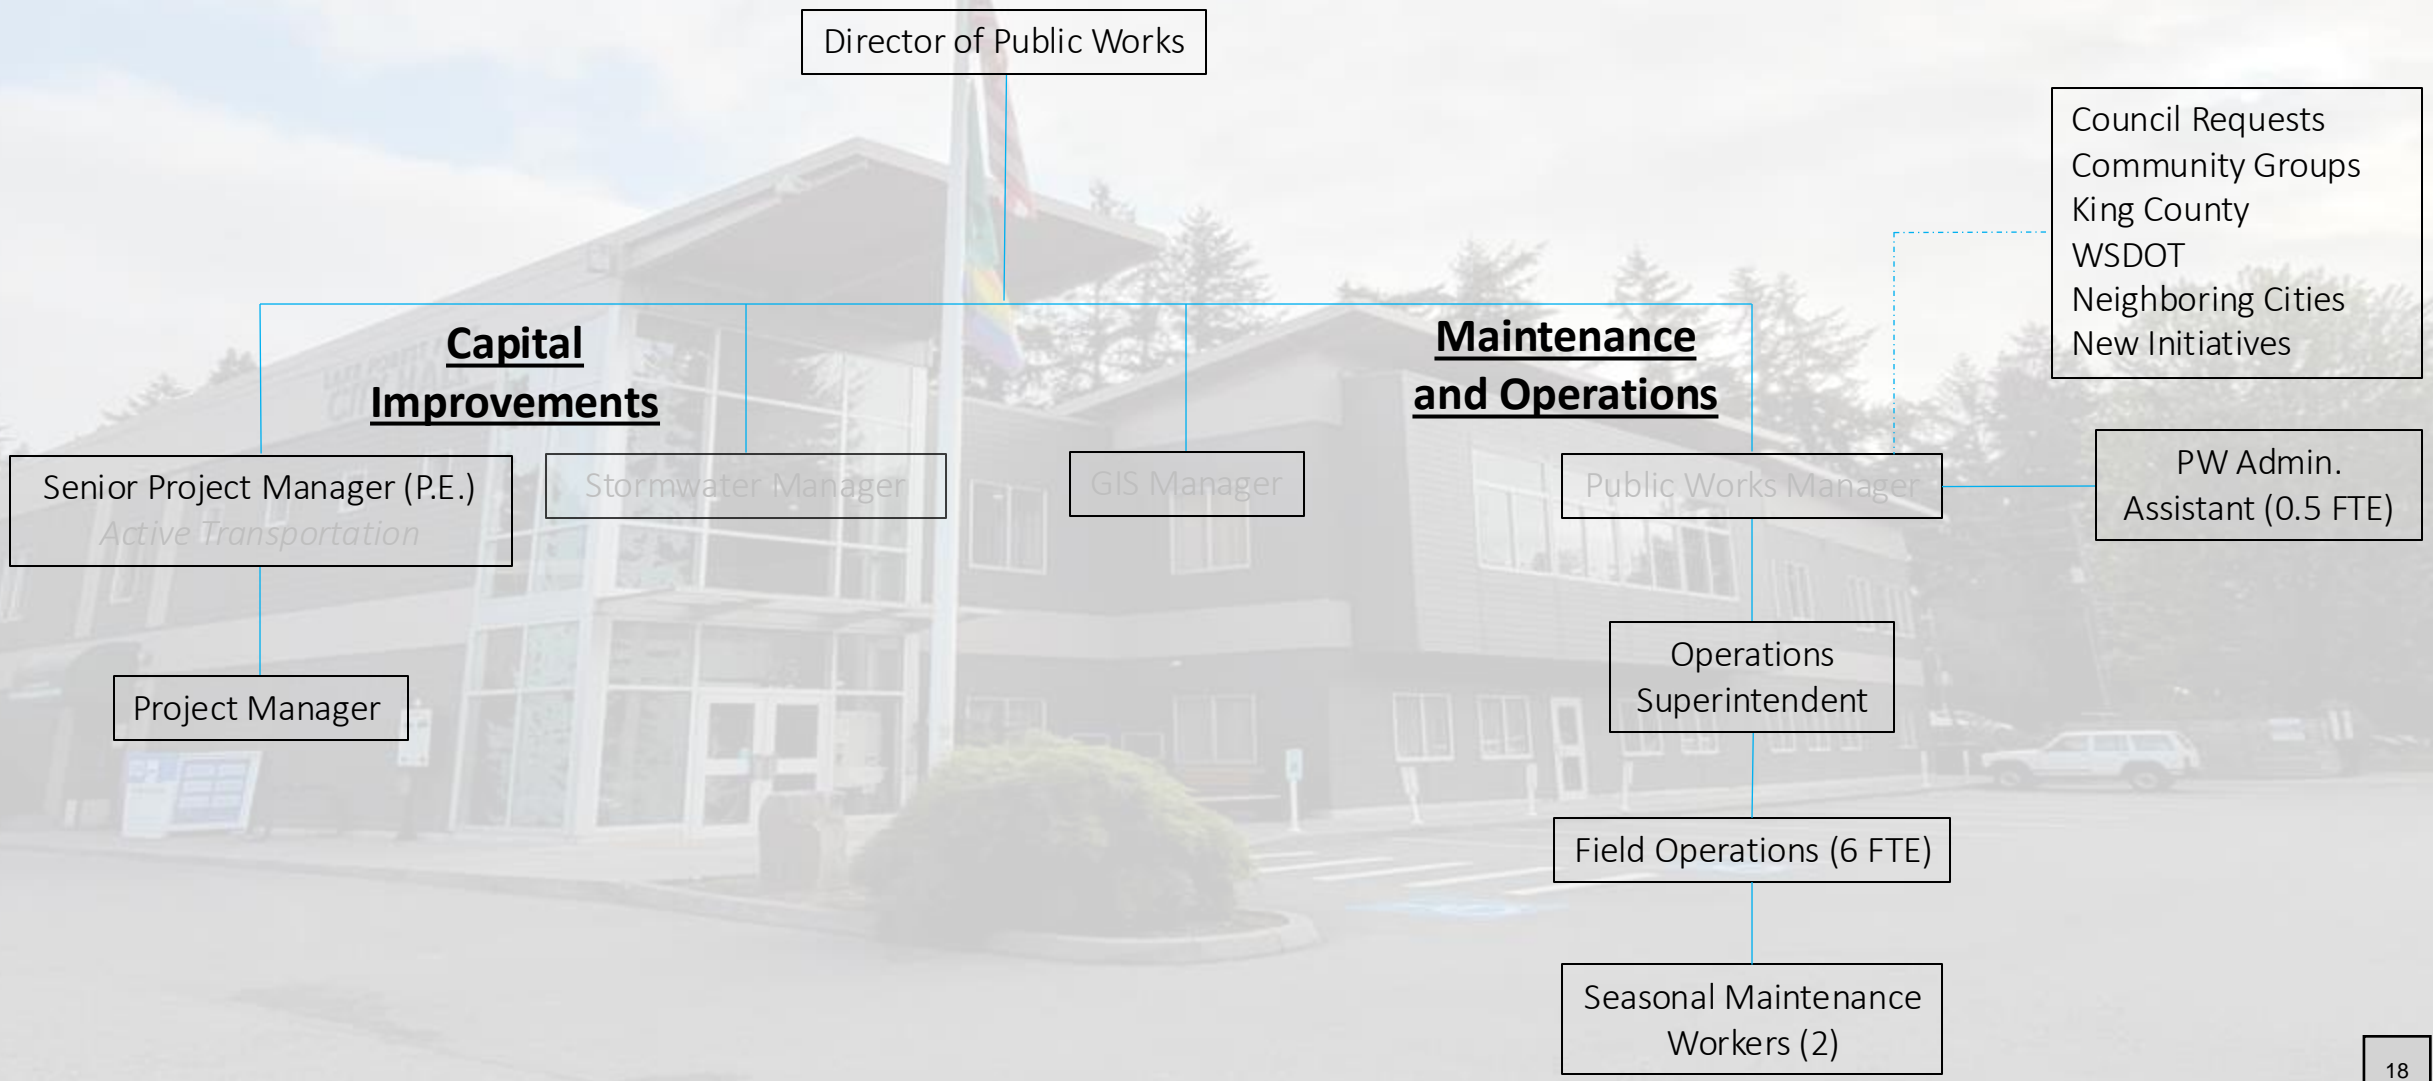 Director of Public Works
Council Requests
Community Groups
King County
WSDOT
Neighboring Cities
New Initiatives
Capital
Improvements
Maintenance
and Operations
Senior Project Manager (P.E.)
Active Transportation
Stormwater Manager
GIS Manager
Public Works Manager
PW Admin.
Assistant (0.5 FTE)
Project Manager
Operations
Superintendent
Field Operations (6 FTE)
Seasonal Maintenance
Workers (2)
18